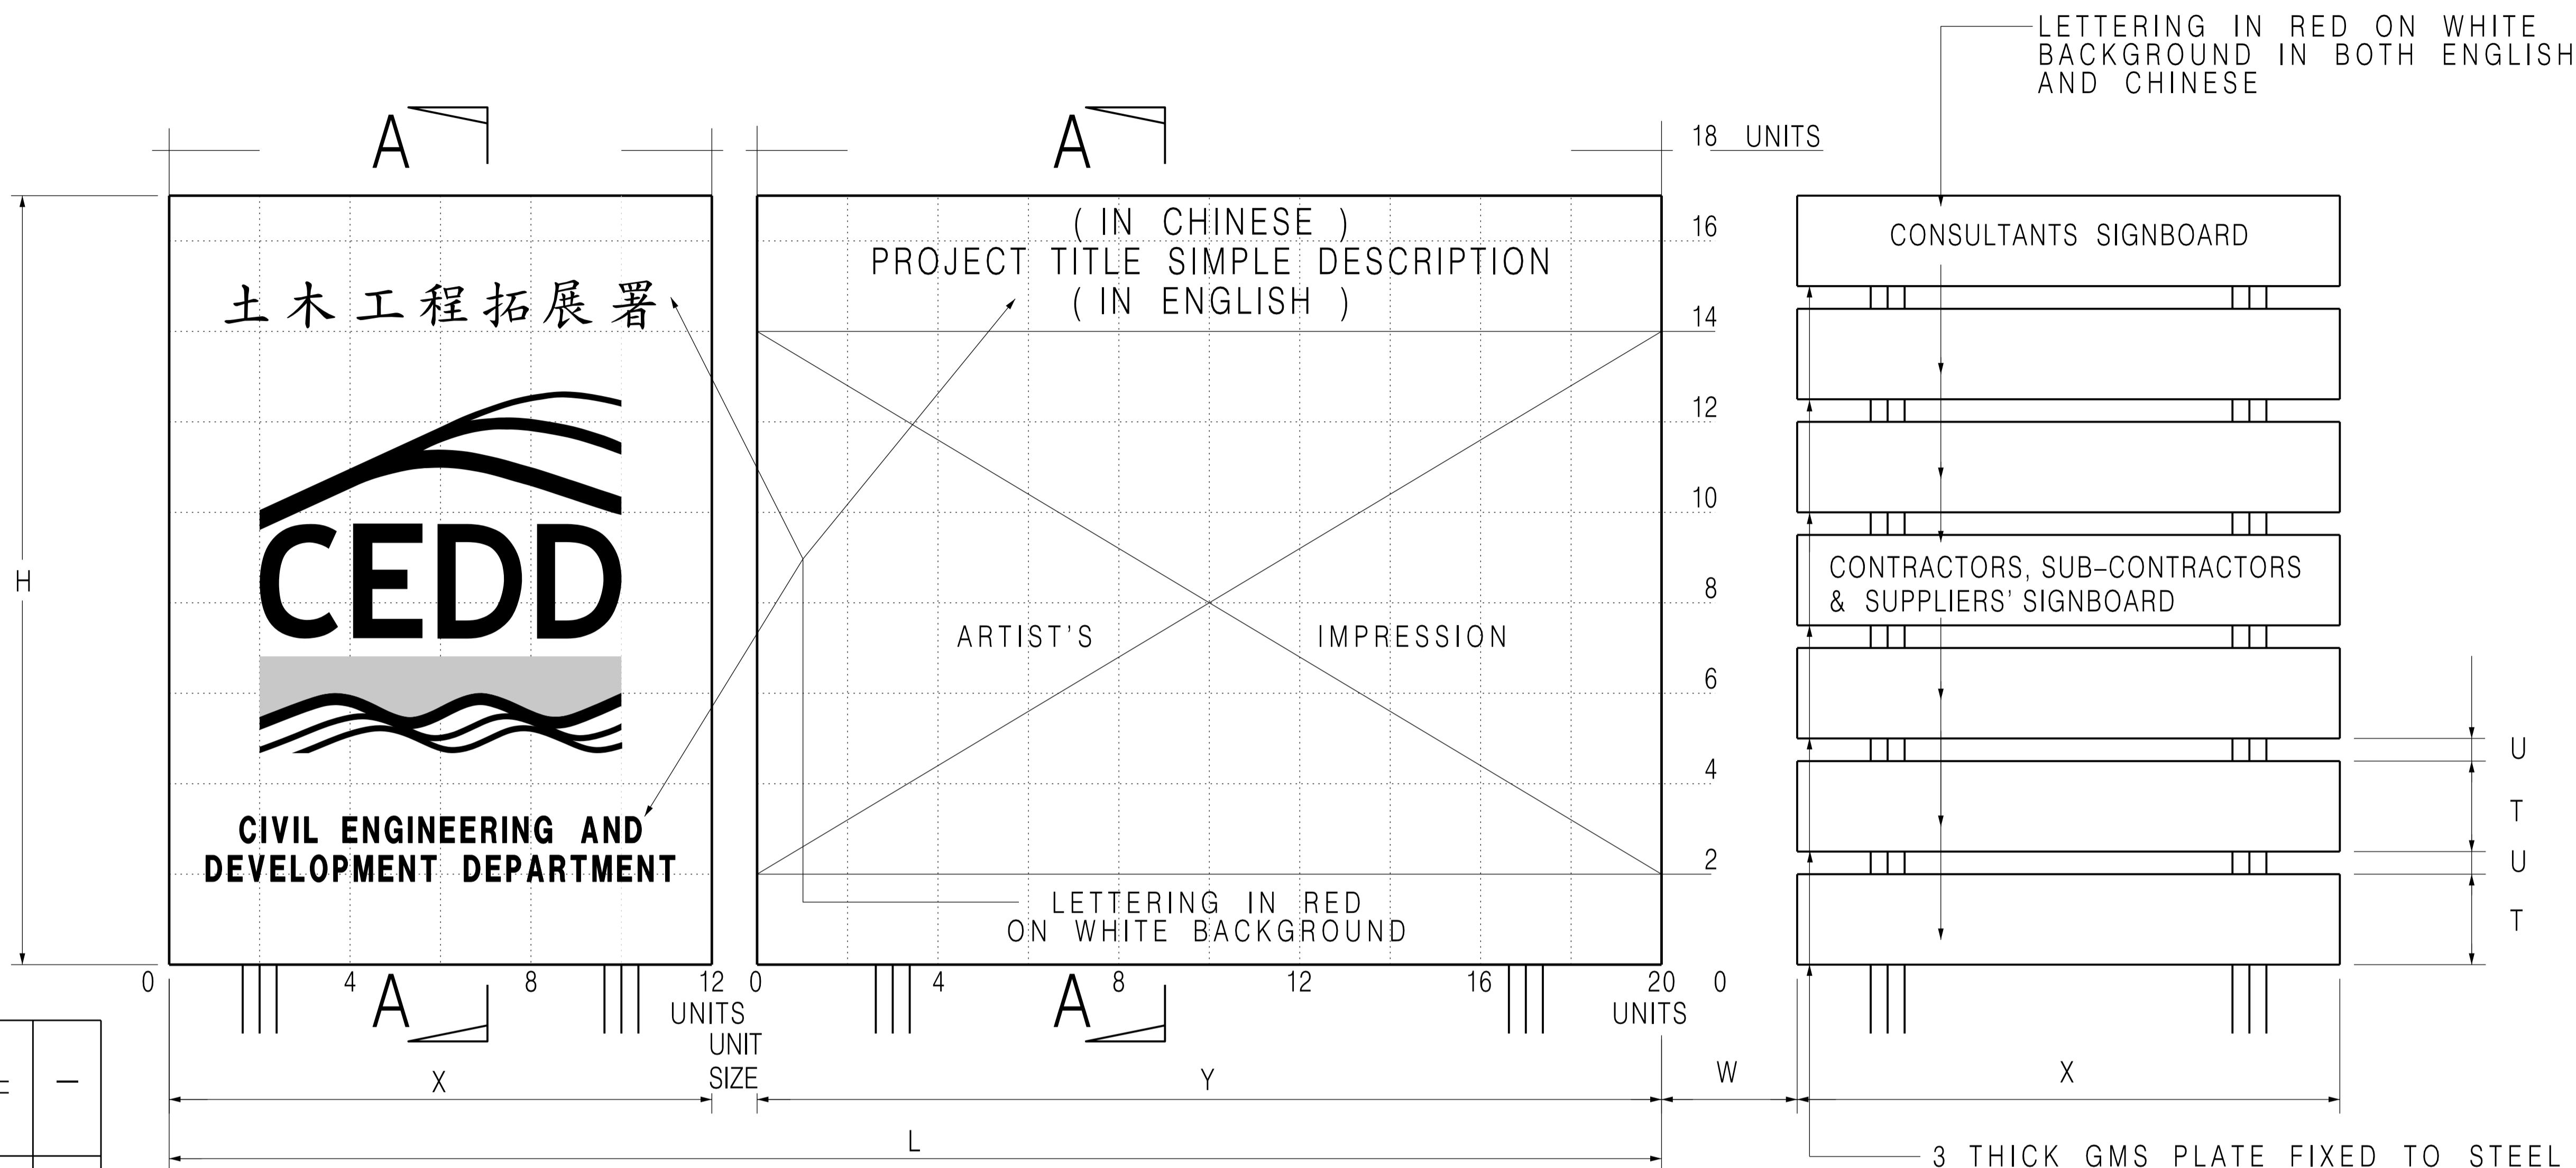 LETTERING IN RED ON WHITE
BACKGROUND IN BOTH ENGLISH
AND CHINESE
A
A
18 UNITS
土木工程拓展署
CEDD
CIVIL ENGINEERING AND
DEVELOPMENT DEPARTMENT
H
( IN CHINESE )
PROJECT TITLE SIMPLE DESCRIPTION
( IN ENGLISH )
ARTIST'S IMPRESSION
LETTERING IN RED
ON WHITE BACKGROUND
16
14
12
10
8
6
4
2
0
CONSULTANTS SIGNBOARD
CONTRACTORS, SUB-CONTRACTORS
& SUPPLIERS' SIGNBOARD
U
T
U
T
0 4 8 12
UNITS
UNIT
SIZE
0 4 8 12 16 20
UNITS
A
A
X
Y
W
X
L
3 THICK GMS PLATE FIXED TO STEEL